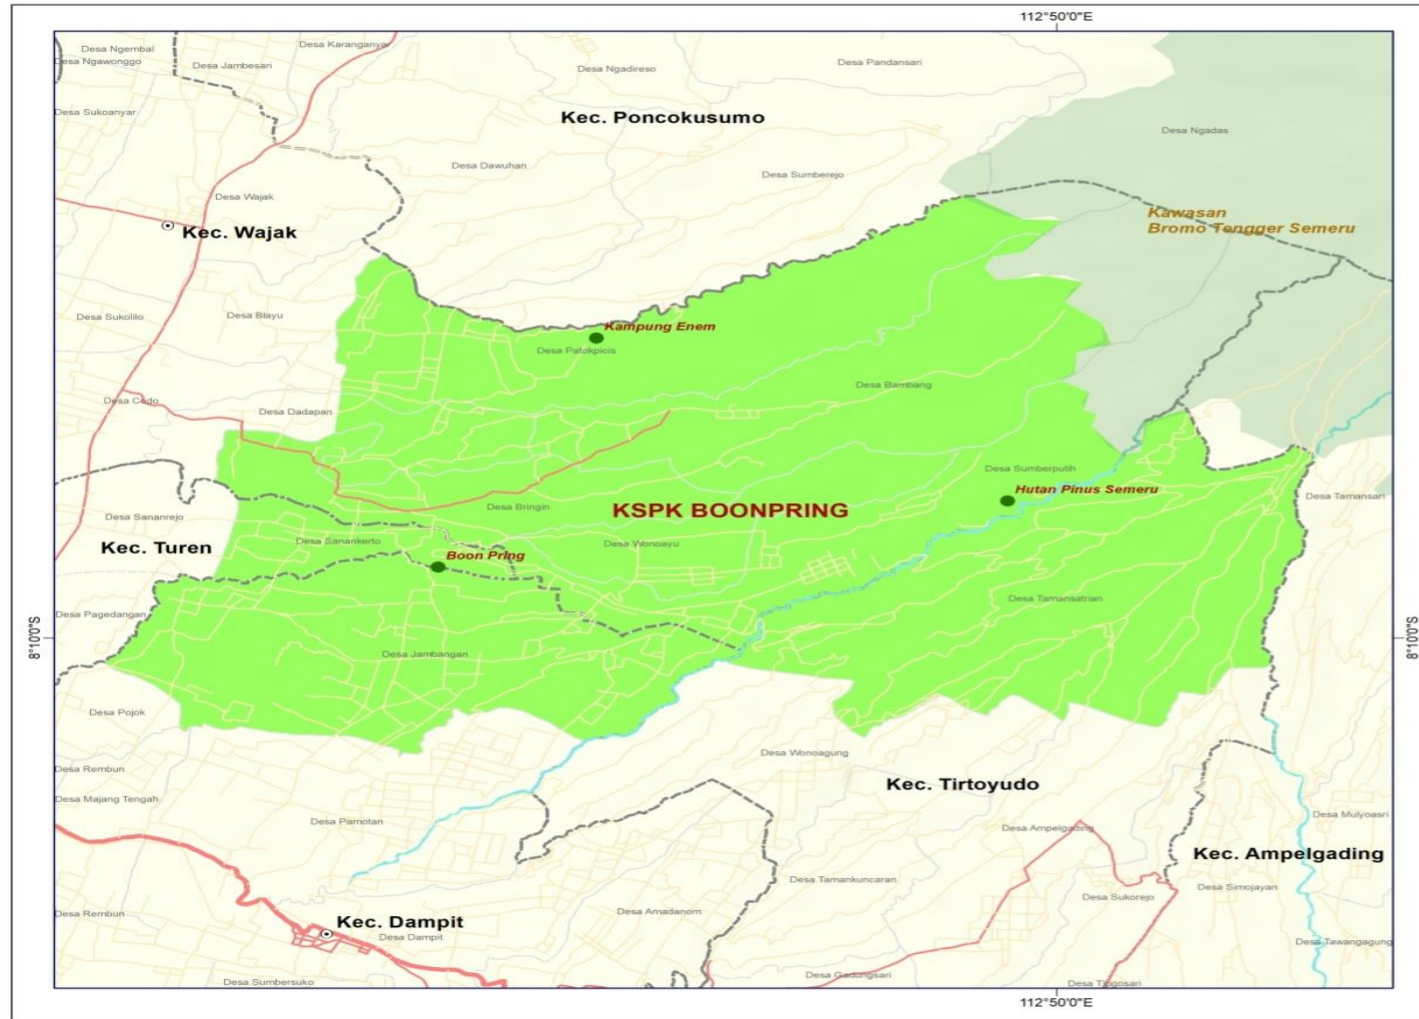 112°50'0"E
Desa Ngembal
Desa Karanganyar
Desa Ngawonggo
Desa Jambesari
Desa Ngadireso
Desa Pandansari
Desa Sukoanyar
Kec. Poncokusumo
Desa Ngadas
Desa Dawuhan
Desa Sumberejo
Desa Wajak
Kec. Wajak
Kawasan
Bromo Tengger Semeru
Desa Sukolilo
Desa Blayu
Kampung Enem
Desa Patokpicis
Desa Bambang
Desa Codo
Desa Dadapan
Desa Sumberputih
Hutan Pinus Semeru
Desa Tamansari
Desa Bringin
KSPK BOONPRING
Desa Sananrejo
Kec. Turen
Desa Sanankerto
Desa Wonoayu
Boon Pring
Desa Tamansatrian
Desa Pagedangan
8°10'0"S
8°10'0"S
Desa Jambangan
Desa Pojok
Desa Wonoagung
Desa Rembun
Kec. Tirtoyudo
Desa Majang Tengah
Desa Pamotan
Desa Ampelgading
Desa Mulyoasri
Kec. Ampelgading
Desa Tamankuncaran
Desa Simojayan
Desa Sukorejo
Desa Rembun
Desa Amadanom
Kec. Dampit
Desa Dampit
Desa Tawangagung
Desa Gadungsari
Desa Sumbersuko
Desa Tlogosari
112°50'0"E